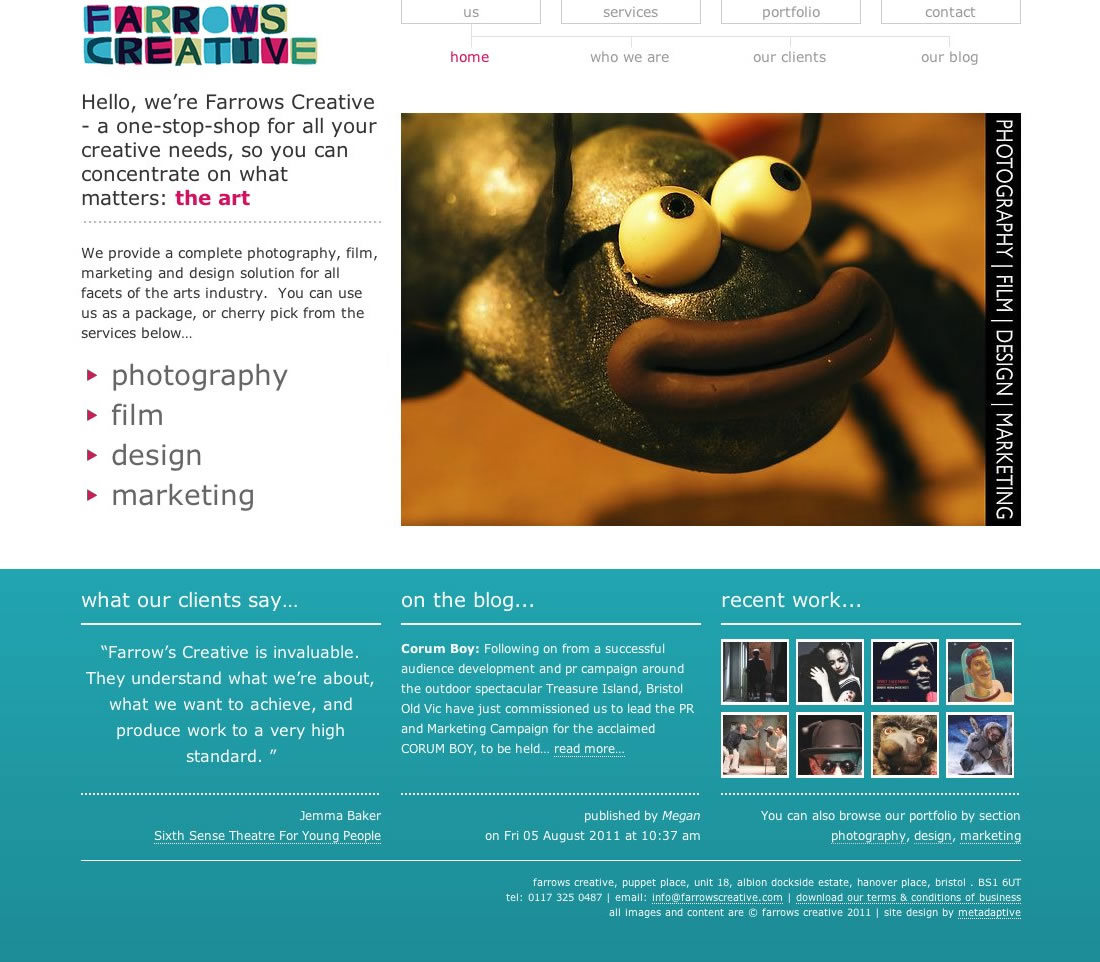 FARROWS
CREATIVE
us
services
portfolio
contact
home
who we are
our clients
our blog
Hello, we’re Farrows Creative
- a one-stop-shop for all your
creative needs, so you can
concentrate on what
matters: the art
We provide a complete photography, film,
marketing and design solution for all
facets of the arts industry.  You can use
us as a package, or cherry pick from the
services below…
photography
film
design
marketing
PHOTOGRAPHY | FILM | DESIGN | MARKETING
what our clients say…
“Farrow’s Creative is invaluable.
They understand what we’re about,
what we want to achieve, and
produce work to a very high
standard. ”
Jemma Baker
Sixth Sense Theatre For Young People
on the blog...
Corum Boy: Following on from a successful
audience development and pr campaign around
the outdoor spectacular Treasure Island, Bristol
Old Vic have just commissioned us to lead the PR
and Marketing Campaign for the acclaimed
CORUM BOY, to be held… read more…
published by Megan
on Fri 05 August 2011 at 10:37 am
recent work...
You can also browse our portfolio by section
photography, design, marketing
farrows creative, puppet place, unit 18, albion dockside estate, hanover place, bristol . BS1 6UT
tel: 0117 325 0487 | email: info@farrowscreative.com | download our terms & conditions of business
all images and content are © farrows creative 2011 | site design by metadaptive